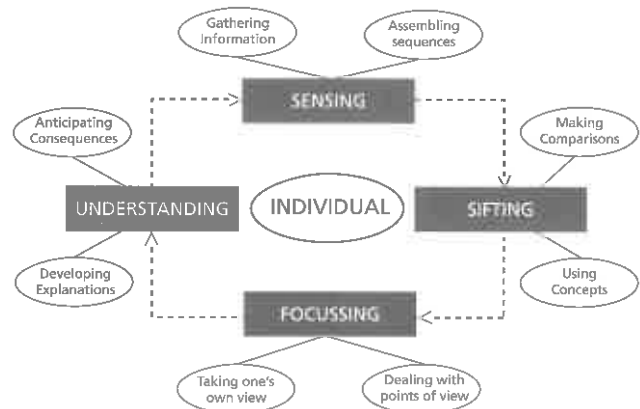 Gathering
Information
Assembling
sequences
SENSING
Anticipating
Consequences
Making
Comparisons
UNDERSTANDING
INDIVIDUAL
SIFTING
Developing
Explanations
Using
Concepts
FOCUSSING
Taking one's
own view
Dealing with
points of view